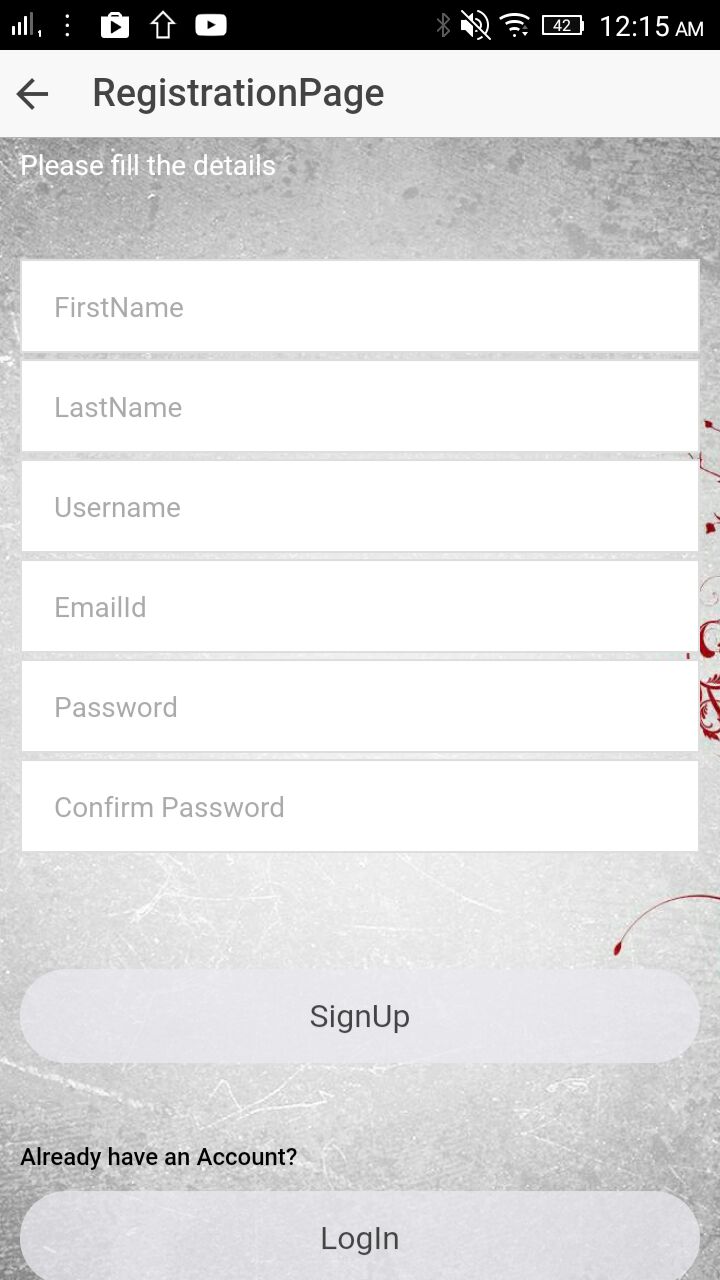 42 12:15 AM
RegistrationPage
Please fill the details
FirstName
LastName
Username
EmailId
Password
Confirm Password
SignUp
Already have an Account?
LogIn